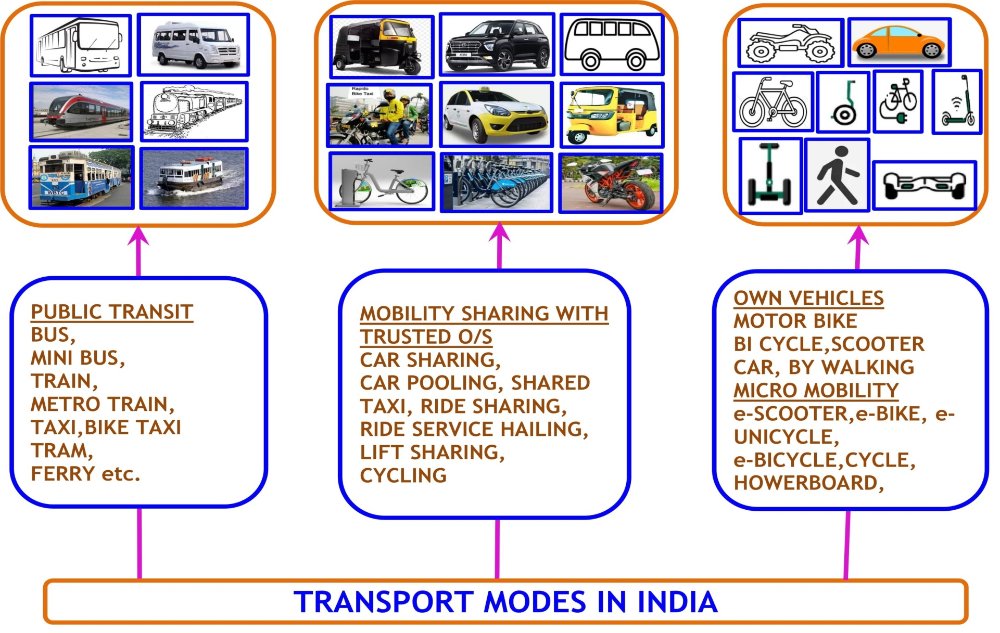 Rapido
Bike Taxi
WBTC
PUBLIC TRANSIT
BUS,
MINI BUS,
TRAIN,
METRO TRAIN,
TAXI,BIKE TAXI
TRAM,
FERRY etc.
MOBILITY SHARING WITH
TRUSTED O/S
CAR SHARING,
CAR POOLING, SHARED
TAXI, RIDE SHARING,
RIDE SERVICE HAILING,
LIFT SHARING,
CYCLING
OWN VEHICLES
MOTOR BIKE
BI CYCLE,SCOOTER
CAR, BY WALKING
MICRO MOBILITY
e-SCOOTER,e-BIKE, e-
UNICYCLE,
e-BICYCLE,CYCLE,
HOWERBOARD,
TRANSPORT MODES IN INDIA